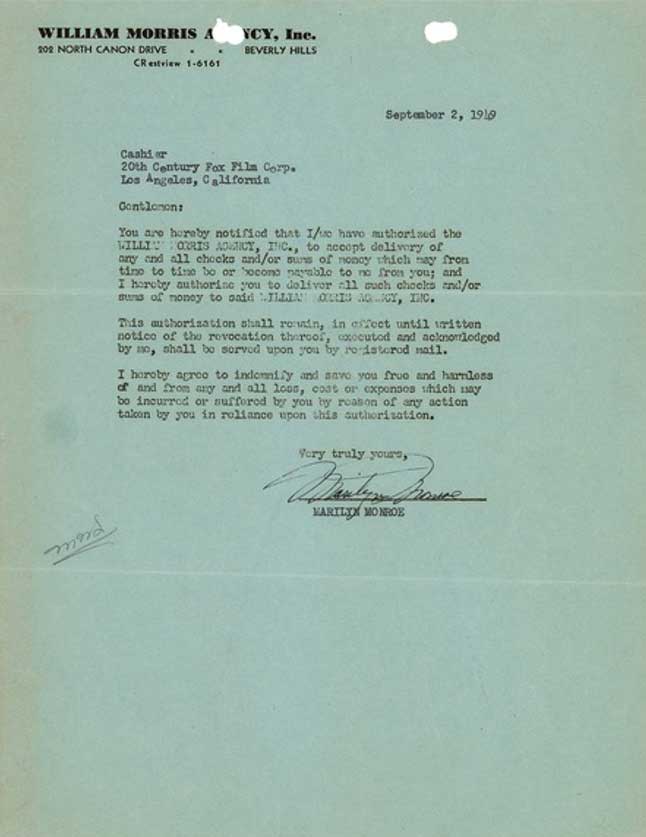 WILLIAM MORRIS AGENCY, Inc.
202 NORTH CANON DRIVE • • BEVERLY HILLS
CRestview 1-6161
September 2, 1949
Cashier
20th Century Fox Film Corp.
Los Angeles, California
Gentlemen:
You are hereby notified that I/we have authorized the
WILLIAM MORRIS AGENCY, INC., to accept delivery of
any and all checks and/or sums of money which may from
time to time be or become payable to me from you; and
I hereby authorize you to deliver all such checks and/or
sums of money to said WILLIAM MORRIS AGENCY, INC.
This authorization shall remain, in effect until written
notice of the revocation thereof, executed and acknowledged
by me, shall be served upon you by registered mail.
I hereby agree to indemnify and save you free and harmless
of and from any and all loss, cost or expenses which may
be incurred or suffered by you by reason of any action
taken by you in reliance upon this authorization.
Very truly yours,
Marilyn Monroe
MARILYN MONROE